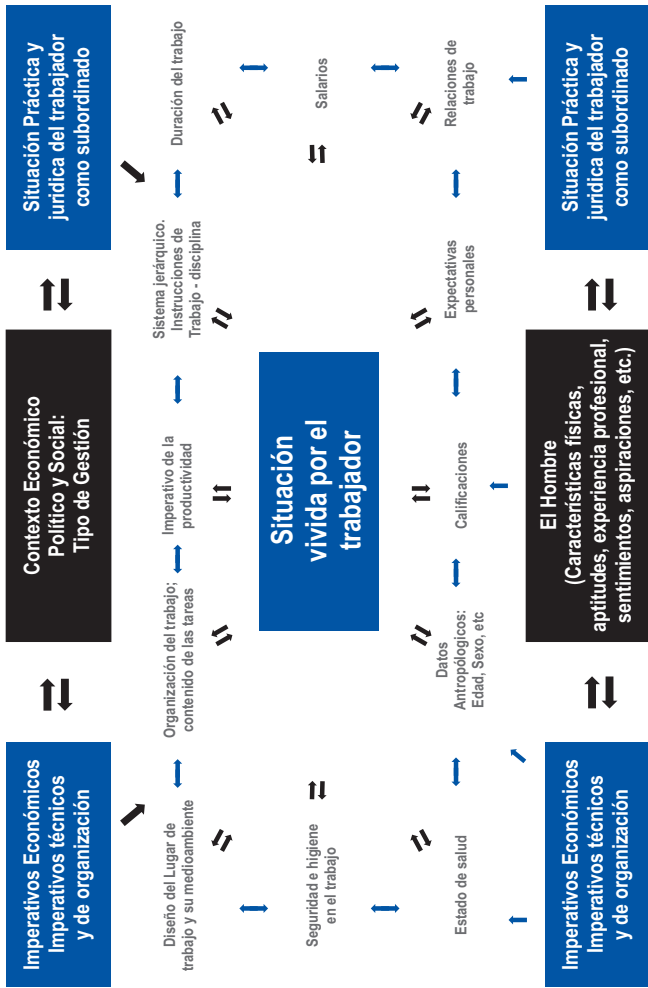 Imperativos Económicos
Imperativos técnicos
y de organización
Contexto Económico
Político y Social:
Tipo de Gestión
Situación Práctica y
juridica del trabajador
como subordinado
Diseño del Lugar de
trabajo y su medioambiente
Organización del trabajo;
contenido de las tareas
Imperativo de la
productividad
Sistema jerárquico.
Instrucciones de
Trabajo - disciplina
Duración del trabajo
Seguridad e higiene
en el trabajo
Situación
vivida por el
trabajador
Salarios
Estado de salud
Datos
Antropólogicos:
Edad, Sexo, etc
Calificaciones
Expectativas
personales
Relaciones de
trabajo
Imperativos Económicos
Imperativos técnicos
y de organización
El Hombre
(Características físicas,
aptitudes, experiencia profesional,
sentimientos, aspiraciones, etc.)
Situación Práctica y
juridica del trabajador
como subordinado